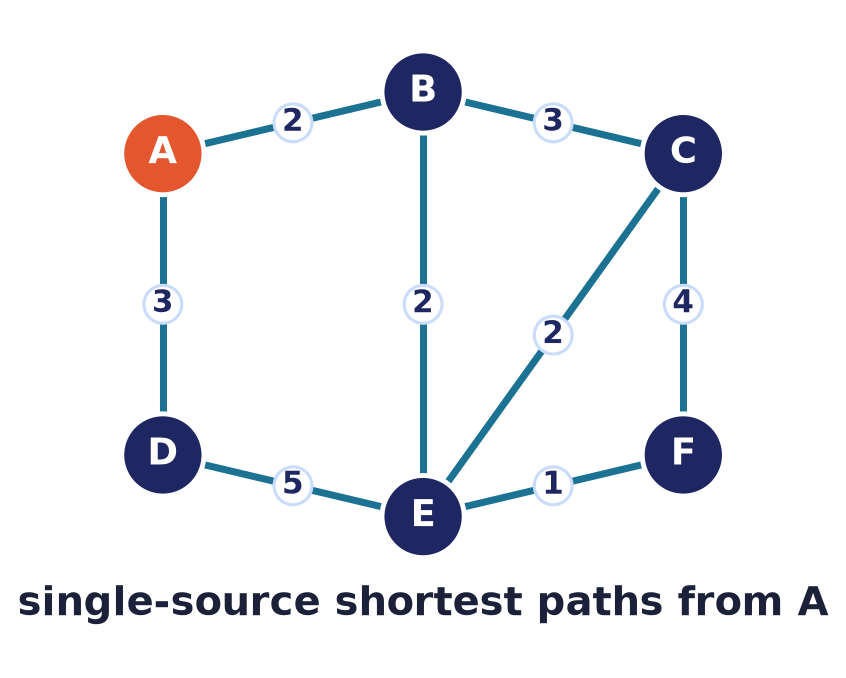 B
A 2 3 C
3 2 4
2
D F
5 1
E
single-source shortest paths from A